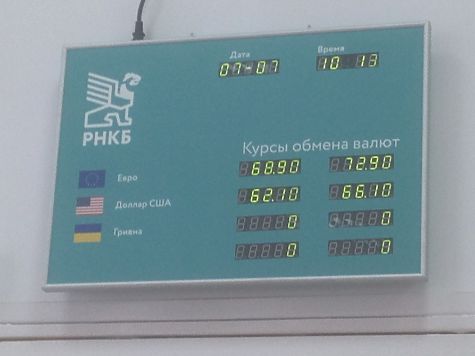 Дата Время
07-07 10 13
РНКБ
Курсы обмена валют
Евро 68.90 72.90
Доллар США 62.10 66.10
Гривна 0 0
0 0